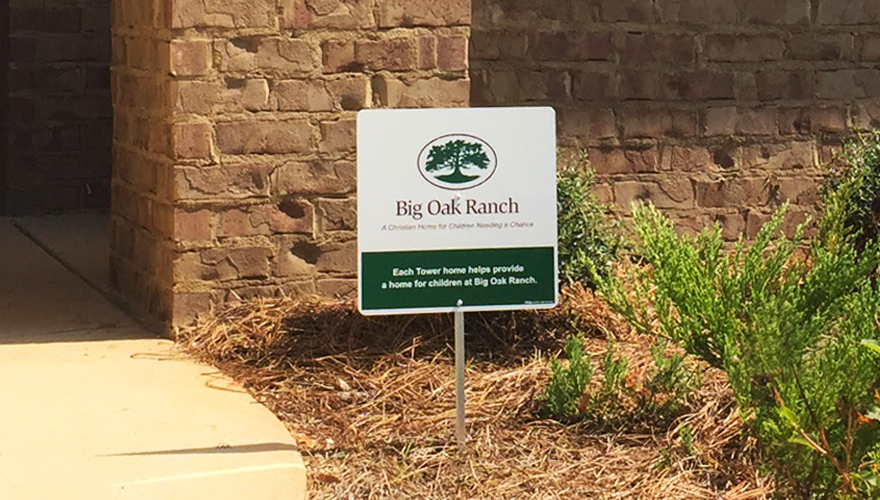 Big Oak Ranch
A Christian Home for Children Needing a Chance
Each Tower home helps provide
a home for children at Big Oak Ranch.